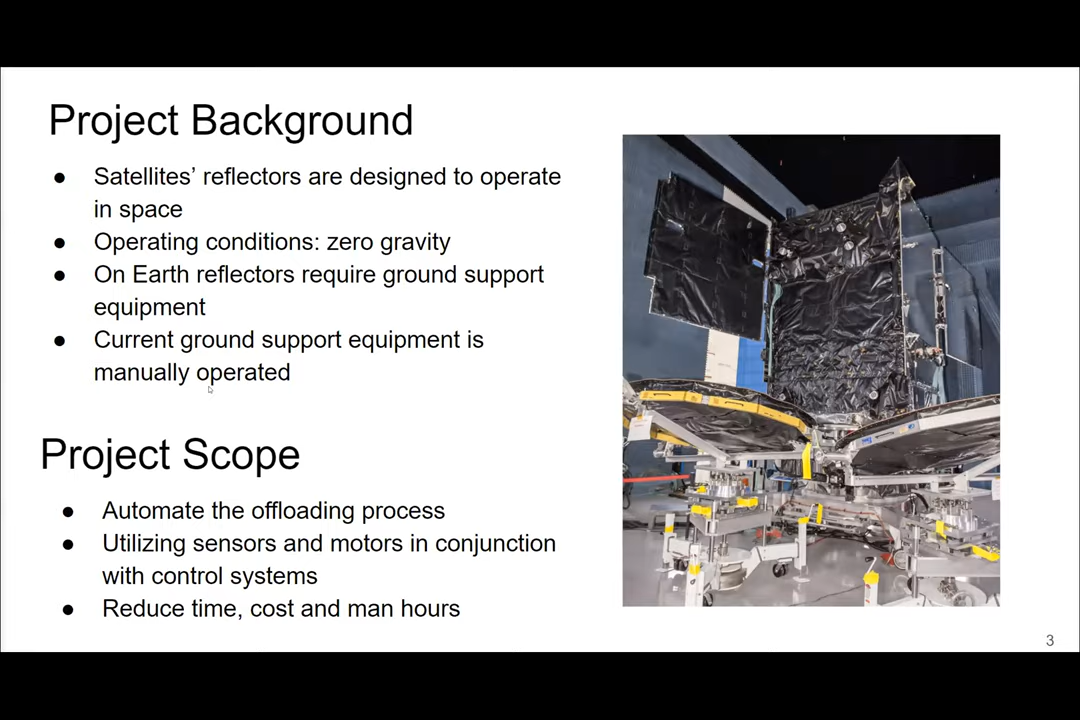 Project Background
● Satellites’ reflectors are designed to operate
in space
● Operating conditions: zero gravity
● On Earth reflectors require ground support
equipment
● Current ground support equipment is
manually operated
Project Scope
● Automate the offloading process
● Utilizing sensors and motors in conjunction
with control systems
● Reduce time, cost and man hours
3